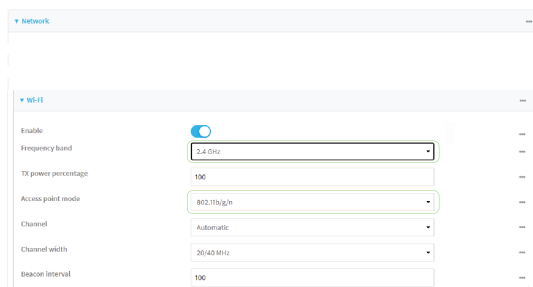 ▼ Network
▼ Wi-Fi
Enable
Frequency band 2.4 GHz
TX power percentage 100
Access point mode 802.11b/g/n
Channel Automatic
Channel width 20/40 MHz
Beacon interval 100